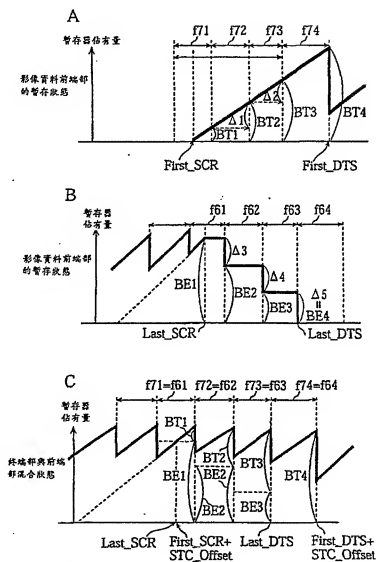 A
f71 f72 f73 f74
暫存器佔有量
影像資料前端部
的暫存狀態
Δ1 Δ2
BT1 BT2 BT3 BT4
First_SCR First_DTS
B
f61 f62 f63 f64
暫存器
佔有量
影像資料前端部
的暫存狀態
Δ3
Δ4
Δ5
=
BE4
BE1 BE2 BE3
Last_SCR Last_DTS
C
f71=f61 f72=f62 f73=f63 f74=f64
暫存器
佔有量
終端部與前端
部混合狀態
BT1
BT2 BT3 BT4
BE1 BE2
BE2 BE3
Last_SCR First_SCR+
STC_Offset Last_DTS First_DTS+
STC_Offset